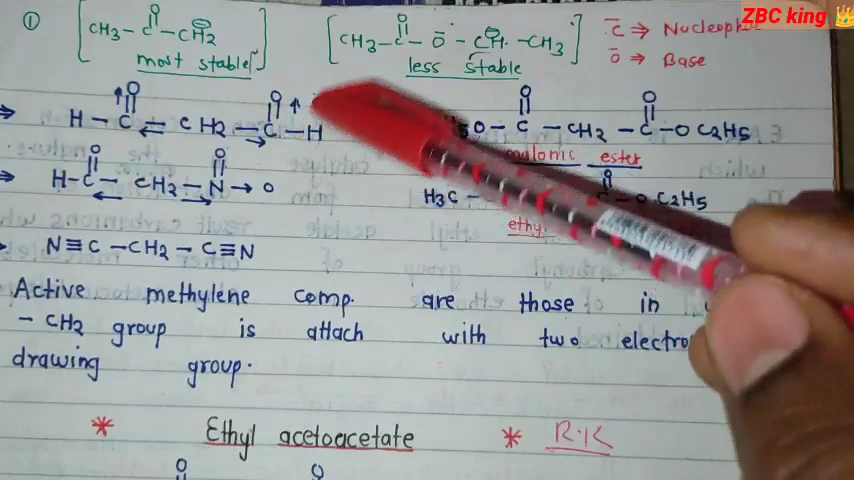 ZBC king 👑
① [CH3 - C(=O) - CH2⊖] [CH3 - C(=O) - Ō - CH⊖ - CH3] C̄ ⇒
most stable less stable ō ⇒ Base
⇒ H - C(=O) - CH2 - C(=O) - H
O - C(=O) - CH2 - C(=O) - O C2H5
malonic ester
⇒ H-C(=O) - CH2 - N(=O) → O
H3C - O C2H5
N≡C -CH2 - C≡N
Active methylene comp. are those in
- CH2 group is attach with two
drawing group.
* Ethyl acetoacetate * R.K
O O